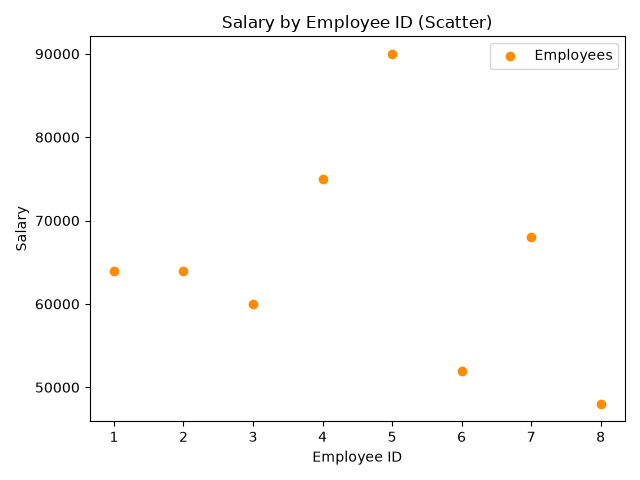 Salary by Employee ID (Scatter)
Employees
90000
80000
70000
60000
50000
Salary
1 2 3 4 5 6 7 8
Employee ID